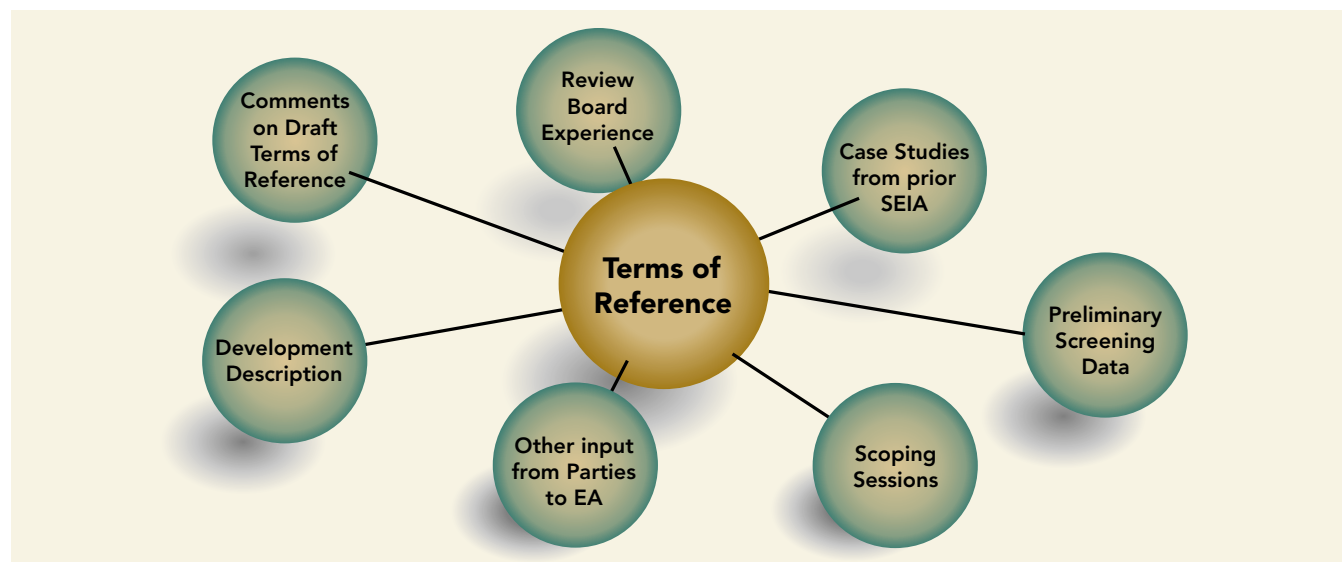 Comments
on Draft
Terms of
Reference
Review
Board
Experience
Case Studies
from prior
SEIA
Terms of
Reference
Preliminary
Screening
Data
Development
Description
Other input
from Parties
to EA
Scoping
Sessions